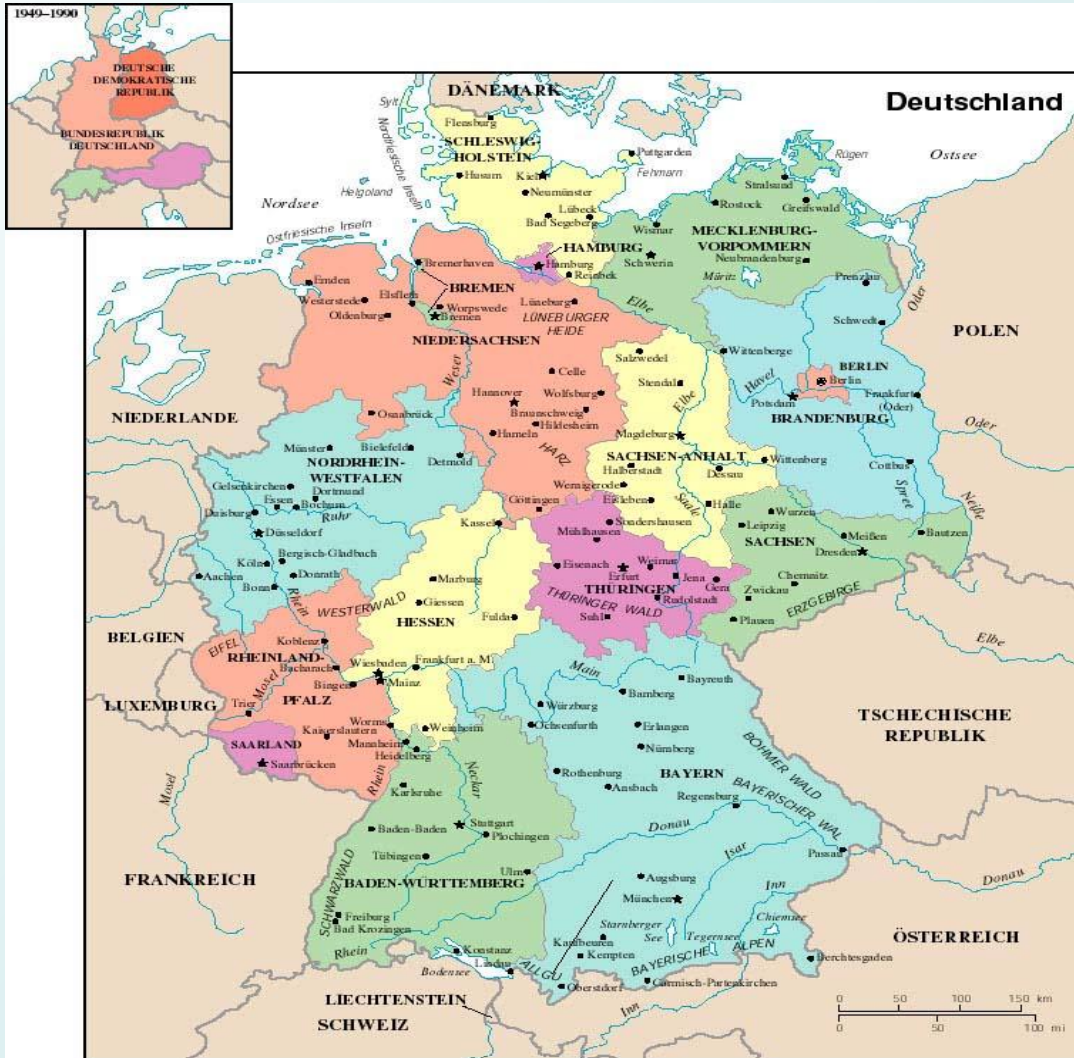 1949–1990
DEUTSCHE
DEMOKRATISCHE
REPUBLIK
BUNDESREPUBLIK
DEUTSCHLAND
Deutschland
DÄNEMARK
Sylt
Flensburg
Nordfriesische Inseln
SCHLESWIG-
HOLSTEIN
Puttgarden
Fehmarn
Rügen
Ostsee
Husum
Kiel
Helgoland
Neumünster
Stralsund
Nordsee
Lübeck
Bad Segeberg
Rostock
Greifswald
Ostfriesische Inseln
Wismar
MECKLENBURG-
VORPOMMERN
HAMBURG
Hamburg
Schwerin
Neubrandenburg
Bremerhaven
Reinbek
Müritz
Prenzlau
Emden
Elsfleth
BREMEN
Elbe
Oder
Westerstede
Worpswede
Lüneburg
Oldenburg
Bremen
LÜNEBURGER
HEIDE
Schwedt
POLEN
NIEDERSACHSEN
Salzwedel
Wittenberge
BERLIN
Berlin
Weser
Celle
Stendal
Havel
Hannover
Wolfsburg
Elbe
Potsdam
Frankfurt
(Oder)
NIEDERLANDE
Osnabrück
Braunschweig
Hildesheim
BRANDENBURG
Oder
Hameln
Magdeburg
Münster
Bielefeld
HARZ
SACHSEN-ANHALT
NORDRHEIN-
WESTFALEN
Detmold
Halberstadt
Wittenberg
Dessau
Cottbus
Gelsenkirchen
Dortmund
Wernigerode
Spree
Essen
Bochum
Göttingen
Eisleben
Saale
Halle
Neiße
Duisburg
Ruhr
Kassel
Sondershausen
Wurzen
Düsseldorf
Mühlhausen
Leipzig
Meißen
Bautzen
SACHSEN
Dresden
Bergisch-Gladbach
Köln
Eisenach
Weimar
Aachen
Donrath
Marburg
Erfurt
Jena
Gera
Chemnitz
Bonn
THÜRINGEN
Rhein
WESTERWALD
Giessen
THÜRINGER WALD
Rudolstadt
Zwickau
ERZGEBIRGE
HESSEN
Fulda
Suhl
Plauen
BELGIEN
EIFEL
Koblenz
Elbe
RHEINLAND-
PFALZ
Bacharach
Wiesbaden
Frankfurt a. M
Main
Bingen
Mainz
Bayreuth
Mosel
Bamberg
LUXEMBURG
Trier
Würzburg
TSCHECHISCHE
REPUBLIK
Worms
Weinheim
Ochsenfurth
Erlangen
Kaiserslautern
SAARLAND
Mannheim
Heidelberg
Nürnberg
BÖHMER WALD
Saarbrücken
Rothenburg
BAYERN
BAYERISCHER WAL
Mosel
Rhein
Karlsruhe
Neckar
Ansbach
Regensburg
Baden-Baden
Stuttgart
Plochingen
Donau
Isar
Passau
Tübingen
Ulm
FRANKREICH
SCHWARZWALD
BADEN-WÜRTTEMBERG
Augsburg
Inn
Donau
München
Freiburg
Bad Krozingen
Starnberger
See
Tegernsee
Chiemsee
Kaufbeuren
ÖSTERREICH
Rhein
Konstanz
Kempten
BAYERISCHE ALPEN
Berchtesgaden
Bodensee
Lindau
ALLGU
Oberstdorf
Garmisch-Partenkirchen
LIECHTENSTEIN
Inn
SCHWEIZ
0 50 100 150 km
0 50 100 mi